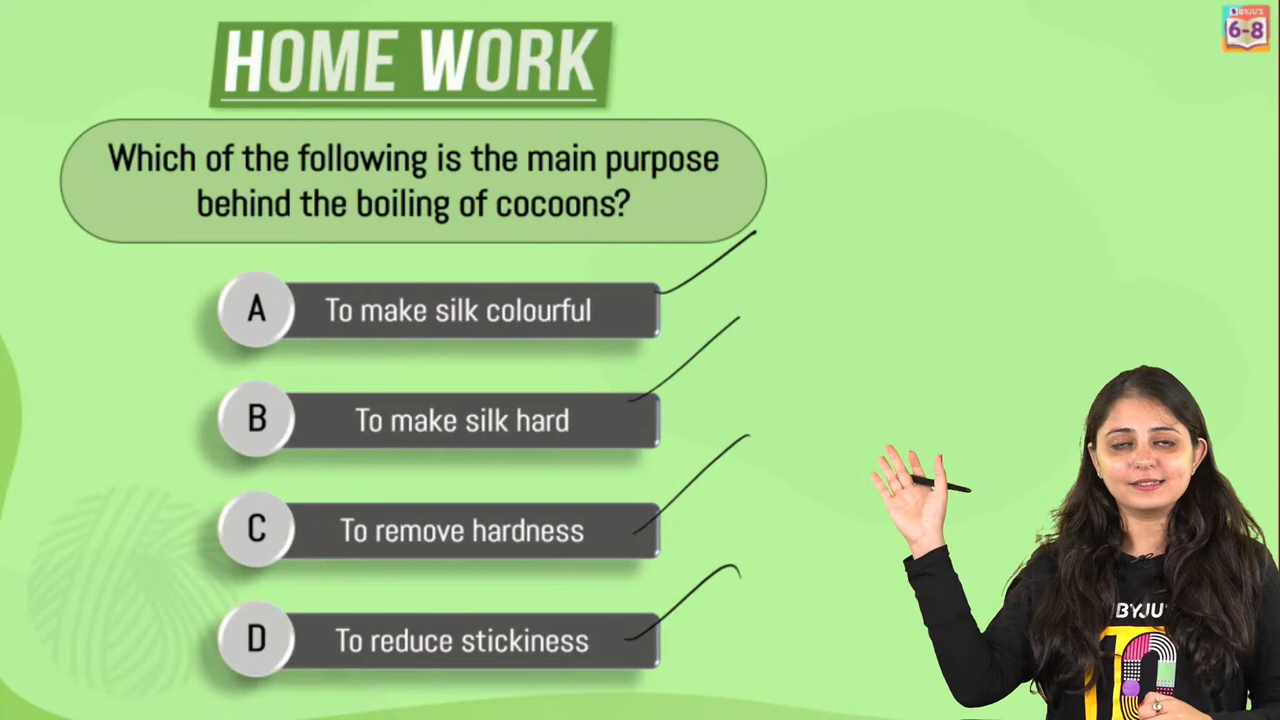 HOME WORK
BYJU'S
6-8
Which of the following is the main purpose
behind the boiling of cocoons?
A To make silk colourful
B To make silk hard
C To remove hardness
D To reduce stickiness
BYJU'